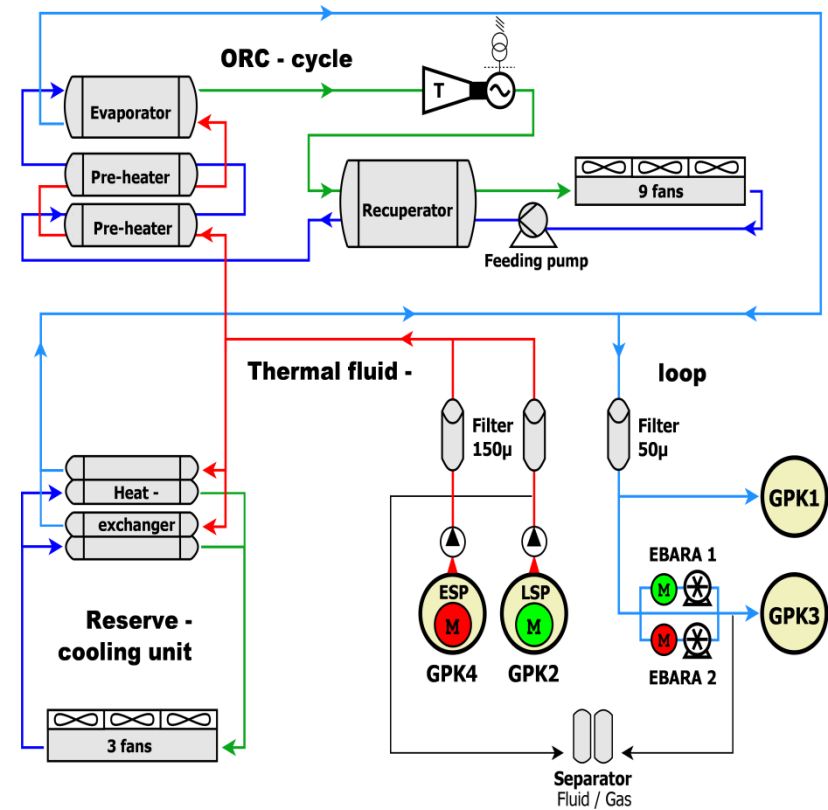 ORC - cycle
Evaporator
T
Pre-heater
Pre-heater
Recuperator
9 fans
Feeding pump
Thermal fluid -
loop
Filter
150µ
Filter
50µ
Heat -
exchanger
GPK1
EBARA 1
M
ESP
M
LSP
M
GPK3
Reserve -
cooling unit
M
GPK4
GPK2
EBARA 2
3 fans
Separator
Fluid / Gas